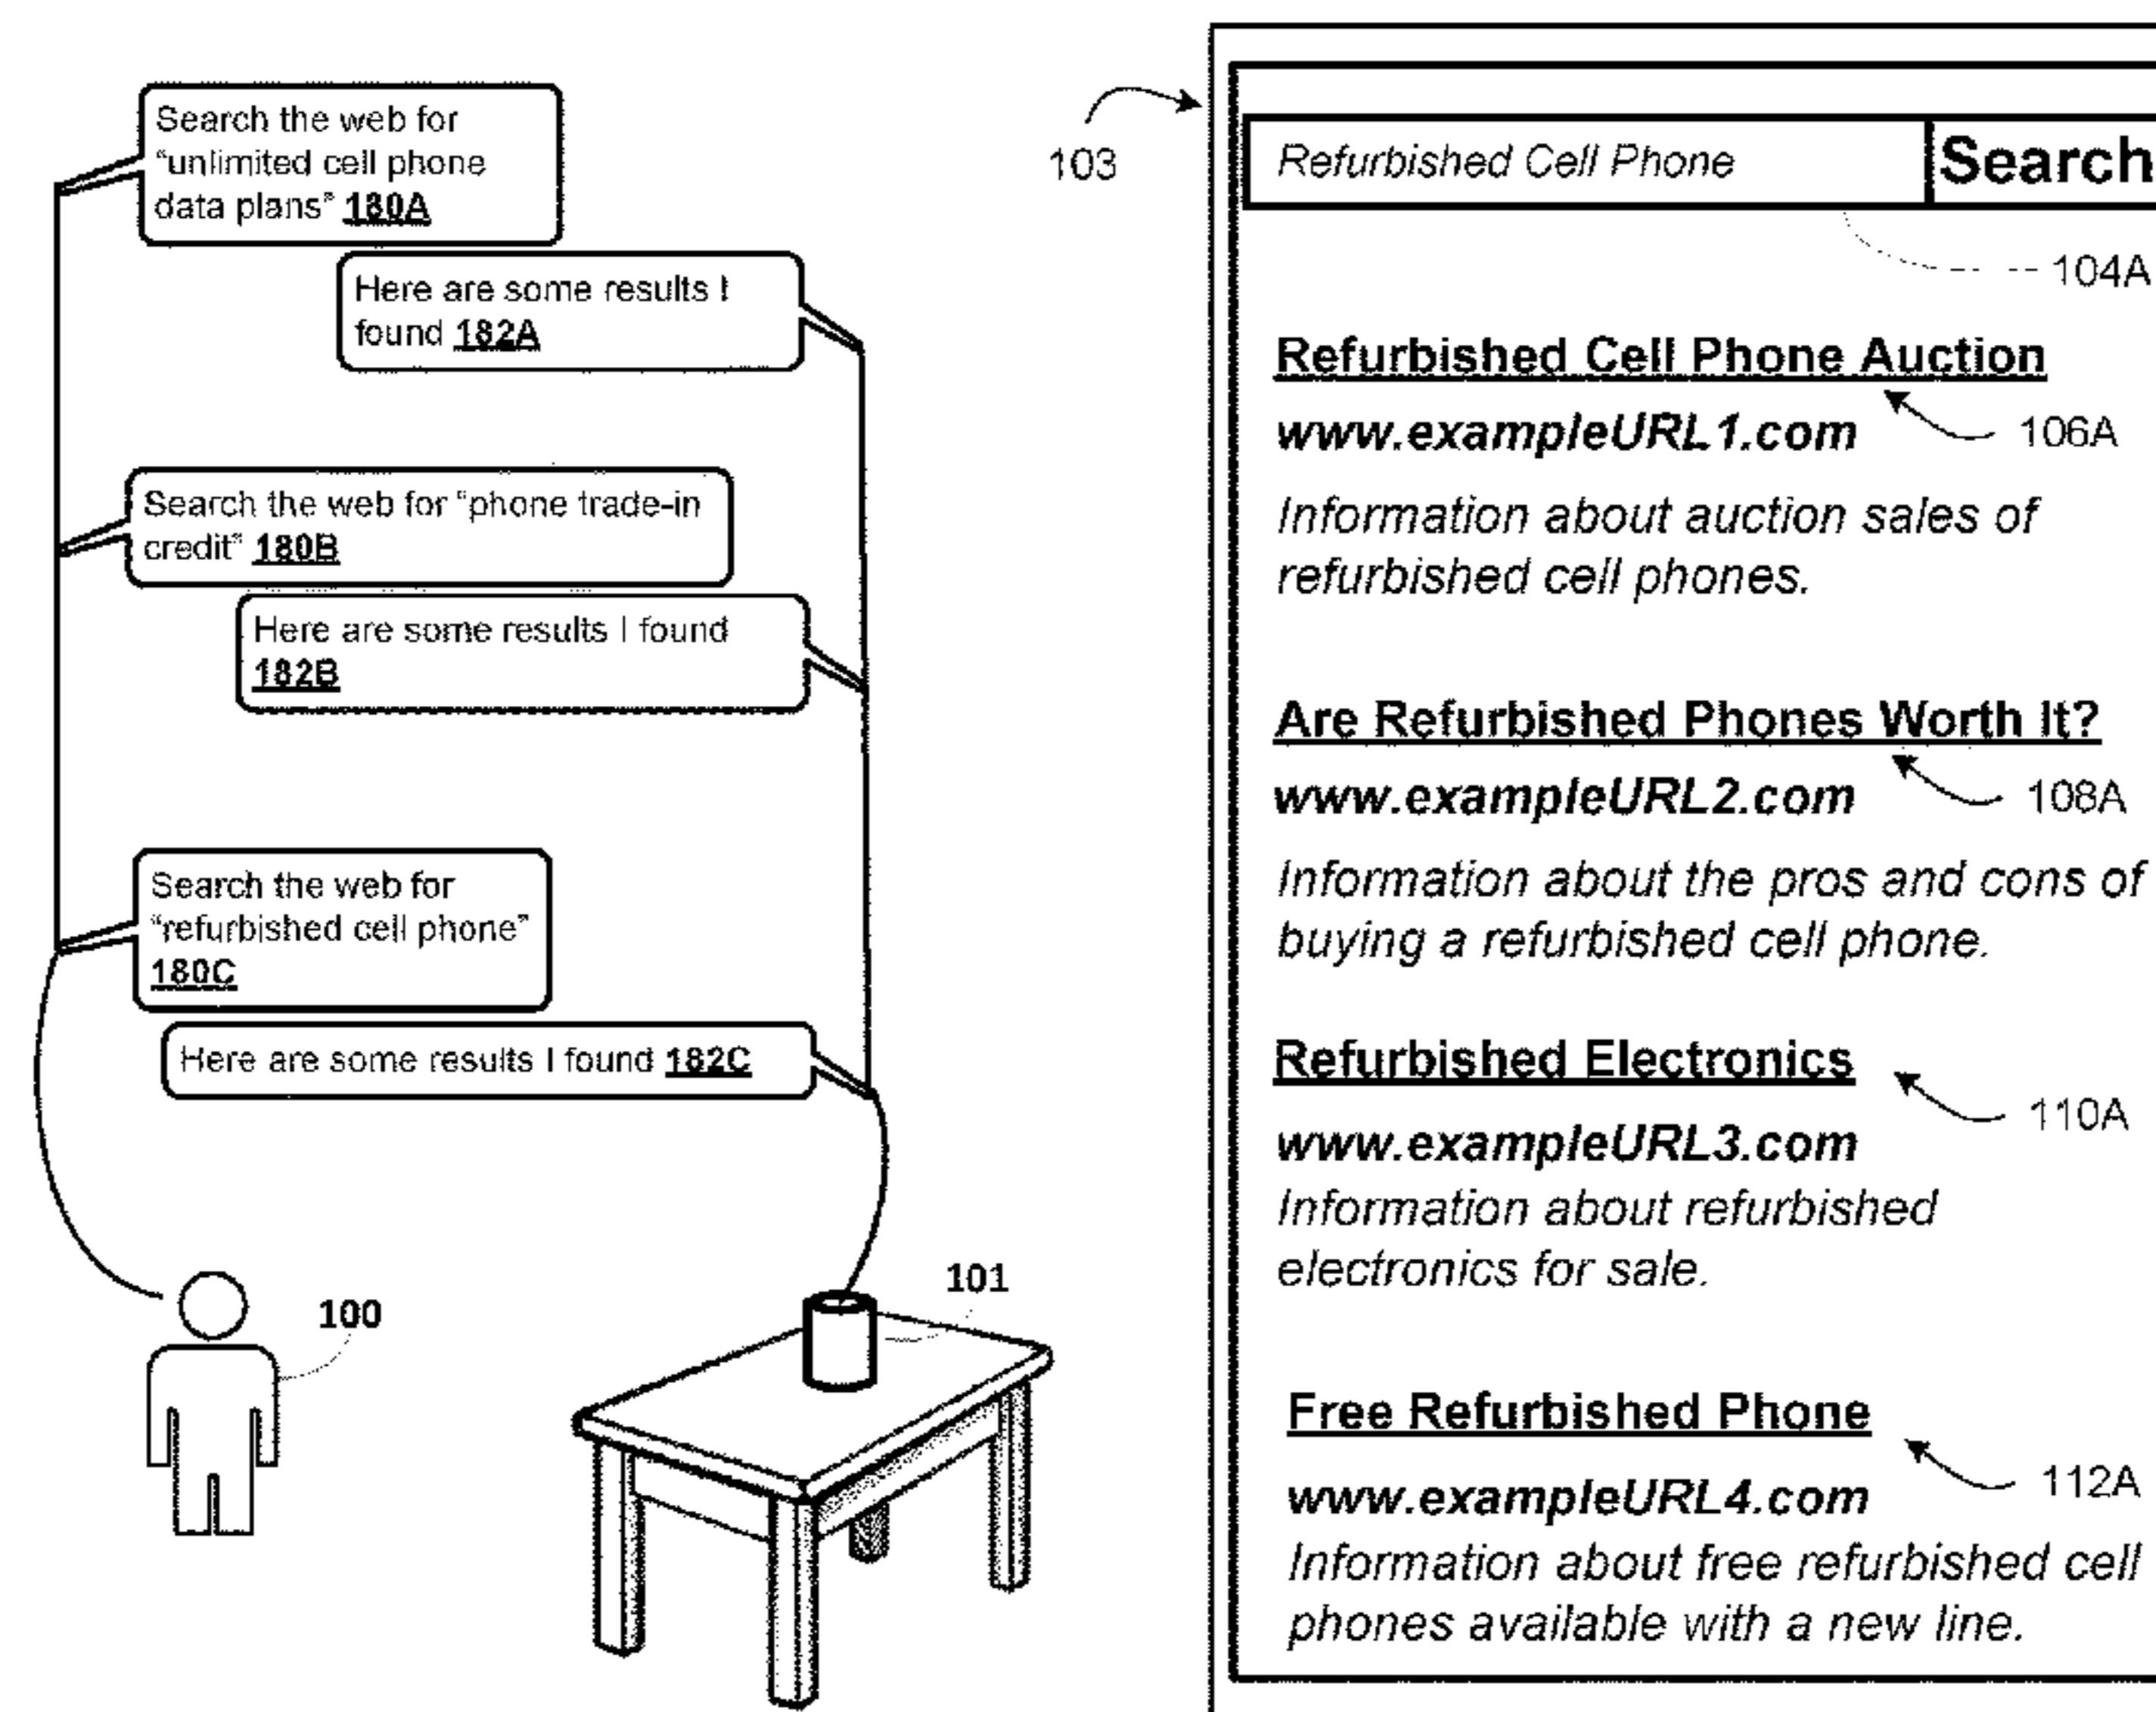 Search the web for
“unlimited cell phone
data plans” 180A
Here are some results I
found 182A
Search the web for “phone trade-in
credit” 180B
Here are some results I found
182B
Search the web for
“refurbished cell phone”
180C
Here are some results I found 182C
100
101
103
Refurbished Cell Phone
Search
104A
Refurbished Cell Phone Auction
www.exampleURL1.com
106A
Information about auction sales of
refurbished cell phones.
Are Refurbished Phones Worth It?
www.exampleURL2.com
108A
Information about the pros and cons of
buying a refurbished cell phone.
Refurbished Electronics
110A
www.exampleURL3.com
Information about refurbished
electronics for sale.
Free Refurbished Phone
112A
www.exampleURL4.com
Information about free refurbished cell
phones available with a new line.